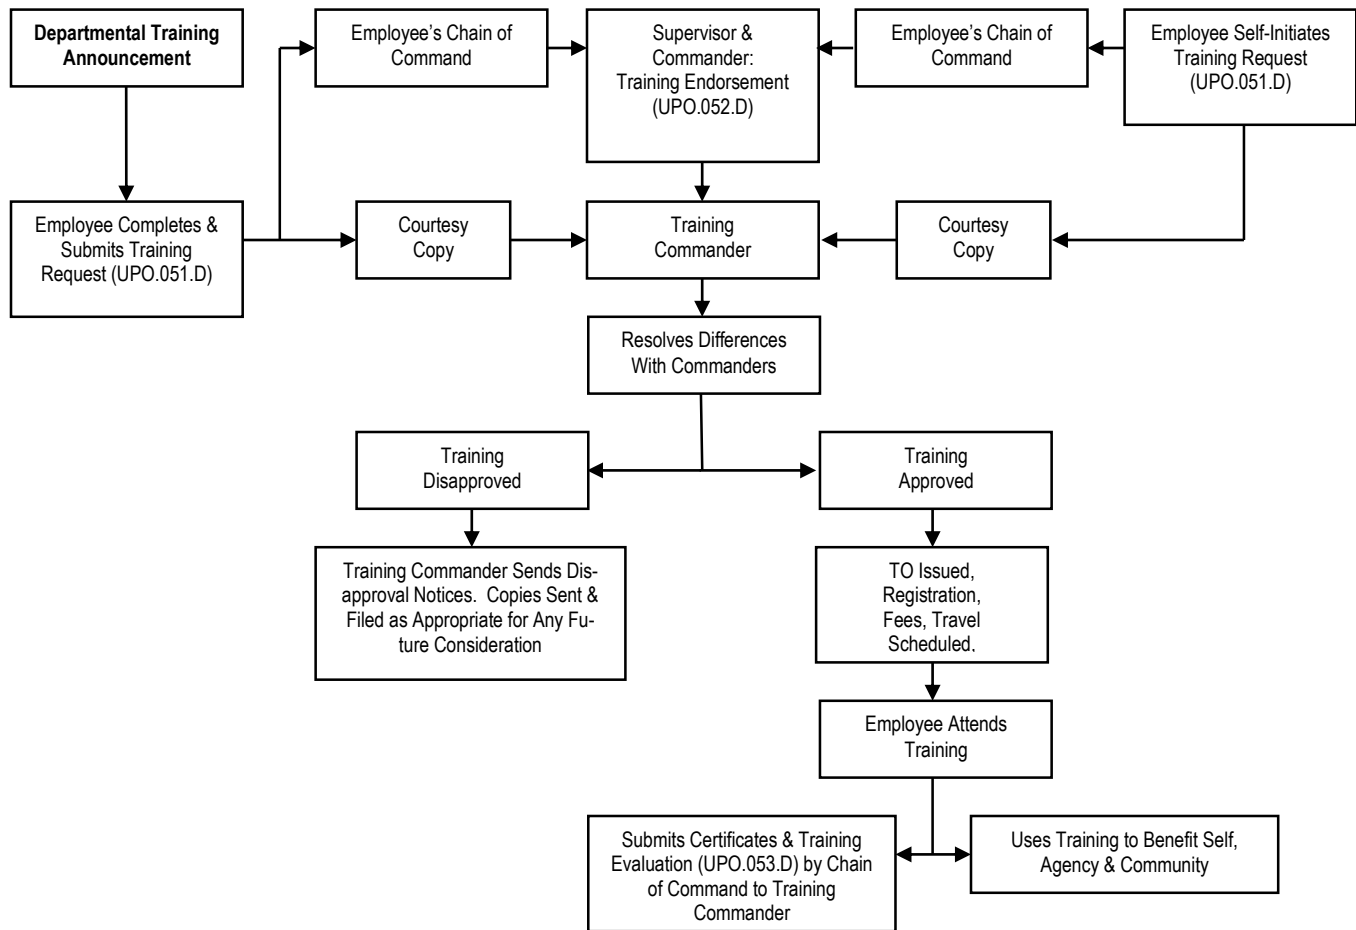 Departmental Training
Announcement
Employee's Chain of
Command
Supervisor &
Commander:
Training Endorsement
(UPO.052.D)
Employee's Chain of
Command
Employee Self-Initiates
Training Request
(UPO.051.D)
Employee Completes &
Submits Training
Request (UPO.051.D)
Courtesy
Copy
Training
Commander
Courtesy
Copy
Resolves Differences
With Commanders
Training
Disapproved
Training
Approved
Training Commander Sends Dis-
approval Notices.  Copies Sent &
Filed as Appropriate for Any Fu-
ture Consideration
TO Issued,
Registration,
Fees, Travel
Scheduled.
Employee Attends
Training
Submits Certificates & Training
Evaluation (UPO.053.D) by Chain
of Command to Training
Commander
Uses Training to Benefit Self,
Agency & Community